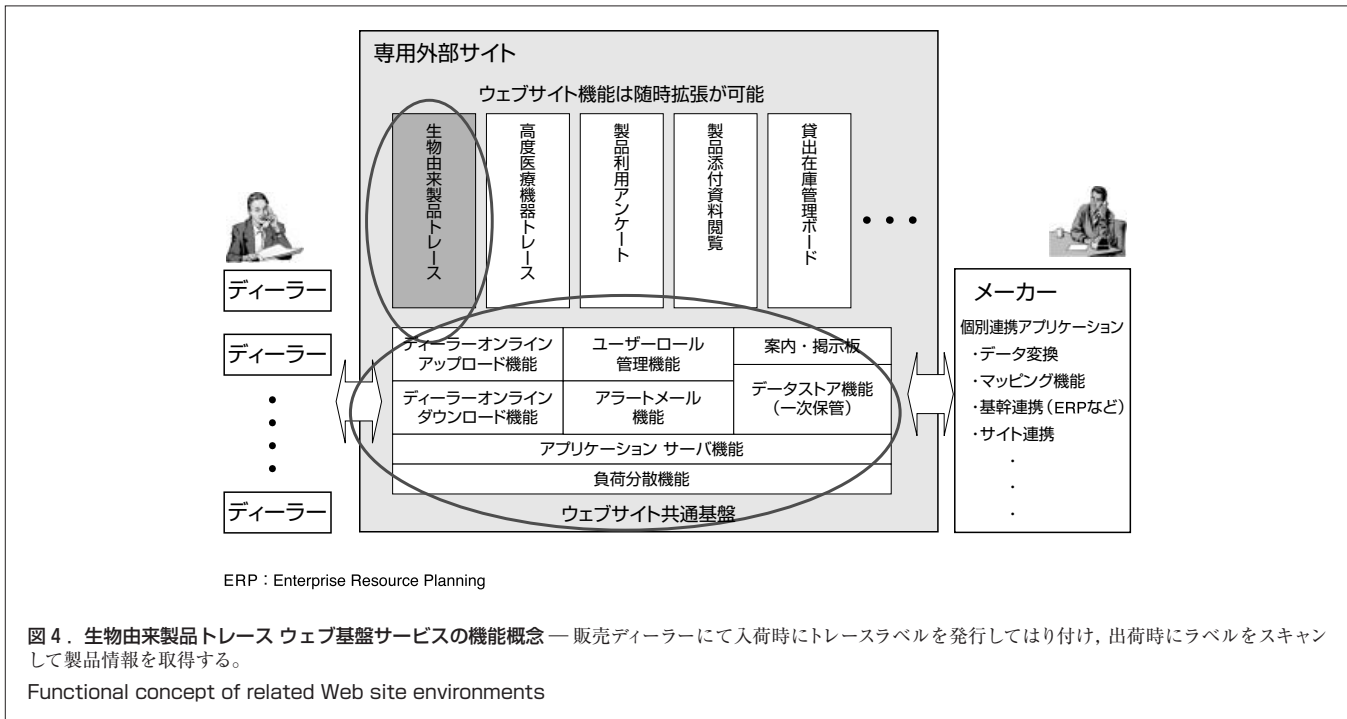 専用外部サイト
ウェブサイト機能は随時拡張が可能
生物由来製品トレース
高度医療機器トレース
製品利用アンケート
製品添付資料閲覧
貸出在庫管理ボード
・・・
ディーラー
ディーラー
ディーラー
ディーラーオンライン
アップロード機能
ユーザーロール
管理機能
案内・掲示板
ディーラーオンライン
ダウンロード機能
アラートメール
機能
データストア機能
(一次保管)
アプリケーション サーバ機能
負荷分散機能
ウェブサイト共通基盤
メーカー
個別連携アプリケーション
・データ変換
・マッピング機能
・基幹連携(ERPなど)
・サイト連携
・
・
・
ERP:Enterprise Resource Planning
図4. 生物由来製品トレース ウェブ基盤サービスの機能概念 — 販売ディーラーにて入荷時にトレースラベルを発行してはり付け,出荷時にラベルをスキャン
して製品情報を取得する。
Functional concept of related Web site environments